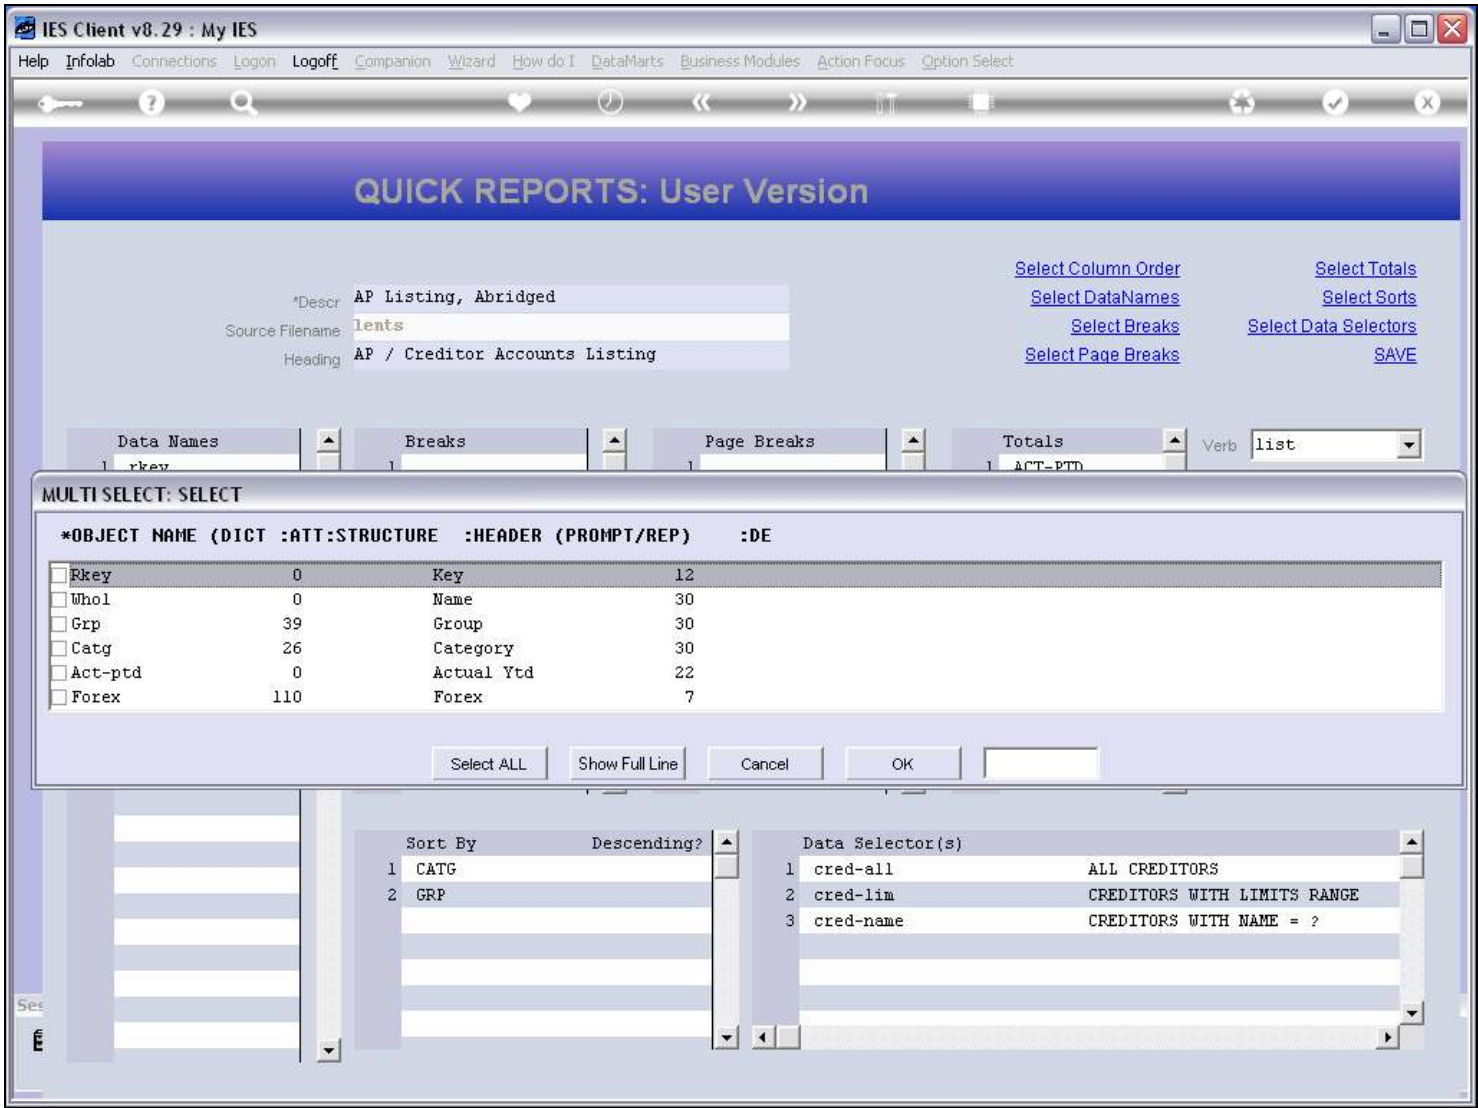 IES Client v8.29 : My IES
Help Infolab Connections Logon Logoff Companion Wizard How do I DataMarts Business Modules Action Focus Option Select
QUICK REPORTS: User Version
Select Column Order Select Totals
*Descr AP Listing, Abridged Select DataNames Select Sorts
Source Filename lents Select Breaks Select Data Selectors
Heading AP / Creditor Accounts Listing Select Page Breaks SAVE
Data Names Breaks Page Breaks Totals Verb list
1 rkey 1 1 1 ACT-PTD
MULTI SELECT: SELECT
*OBJECT NAME (DICT :ATT:STRUCTURE :HEADER (PROMPT/REP) :DE
Rkey 0 Key 12
Whol 0 Name 30
Grp 39 Group 30
Catg 26 Category 30
Act-ptd 0 Actual Ytd 22
Forex 110 Forex 7
Select ALL Show Full Line Cancel OK
Sort By Descending? Data Selector(s)
1 CATG 1 cred-all ALL CREDITORS
2 GRP 2 cred-lim CREDITORS WITH LIMITS RANGE
3 cred-name CREDITORS WITH NAME = ?
Ses